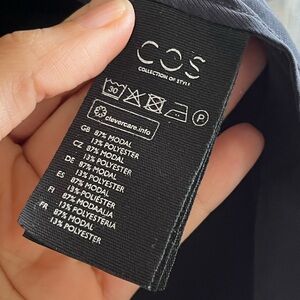 COS
COLLECTION OF STYLE
30 P
clevercare.info
GB 87% MODAL
13% POLYESTER
CZ 87% MODAL
13% POLYESTER
DE 87% MODAL
13% POLYESTER
ES 87% MODAL
13% POLIÉSTER
FI 87% MODAALIA
13% POLYESTERIA
FR 87% MODAL
13% POLYESTER